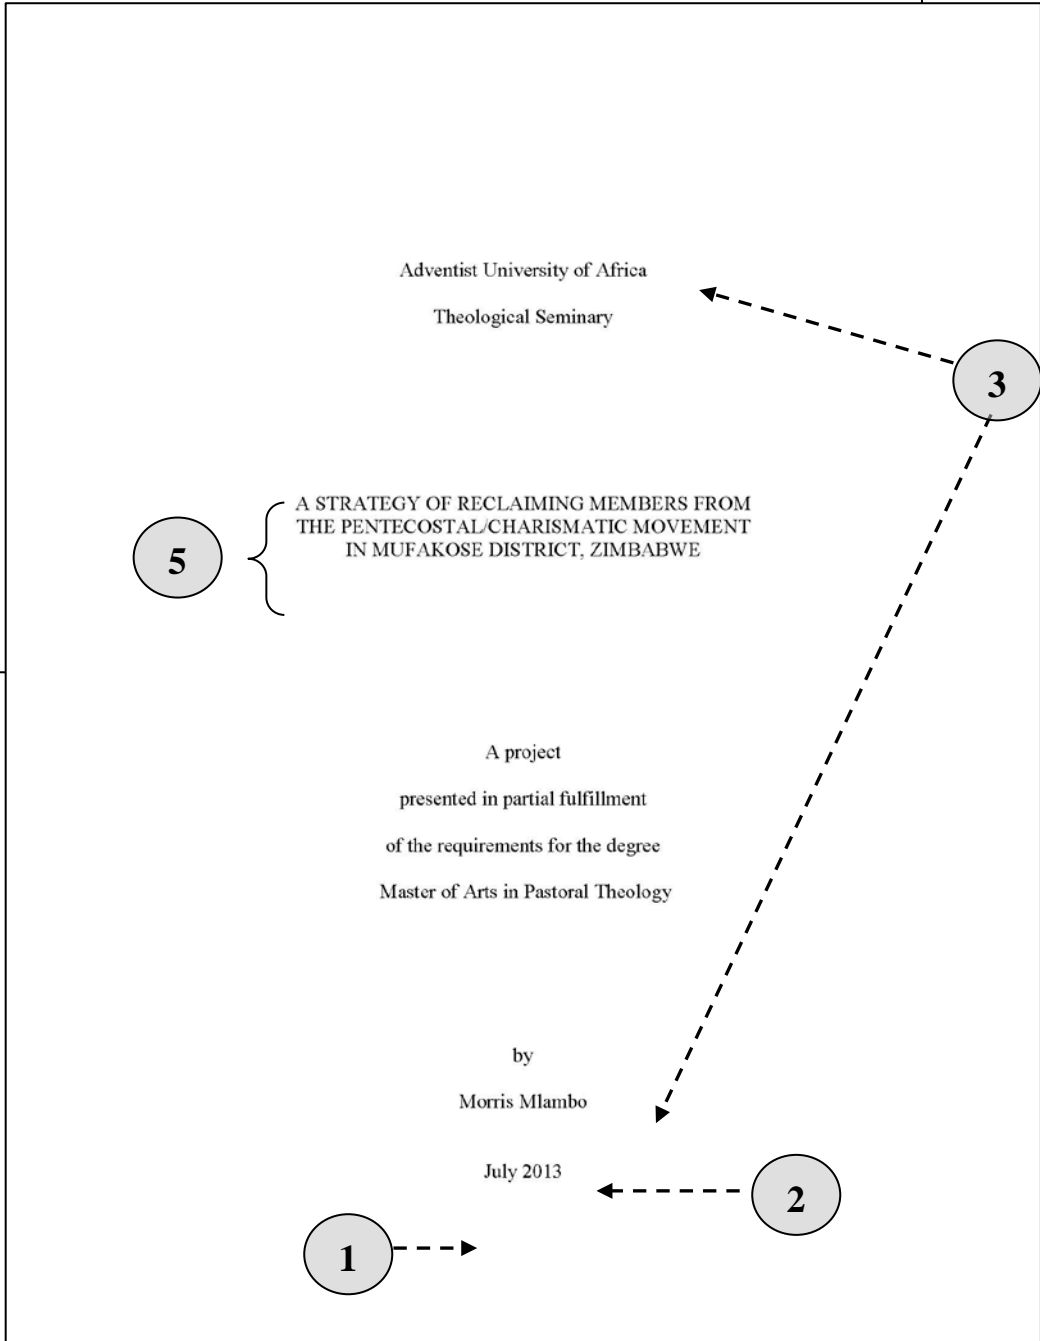 Adventist University of Africa
Theological Seminary
3
A STRATEGY OF RECLAIMING MEMBERS FROM
THE PENTECOSTAL/CHARISMATIC MOVEMENT
IN MUFAKOSE DISTRICT, ZIMBABWE
5
A project
presented in partial fulfillment
of the requirements for the degree
Master of Arts in Pastoral Theology
by
Morris Mlambo
July 2013
2
1